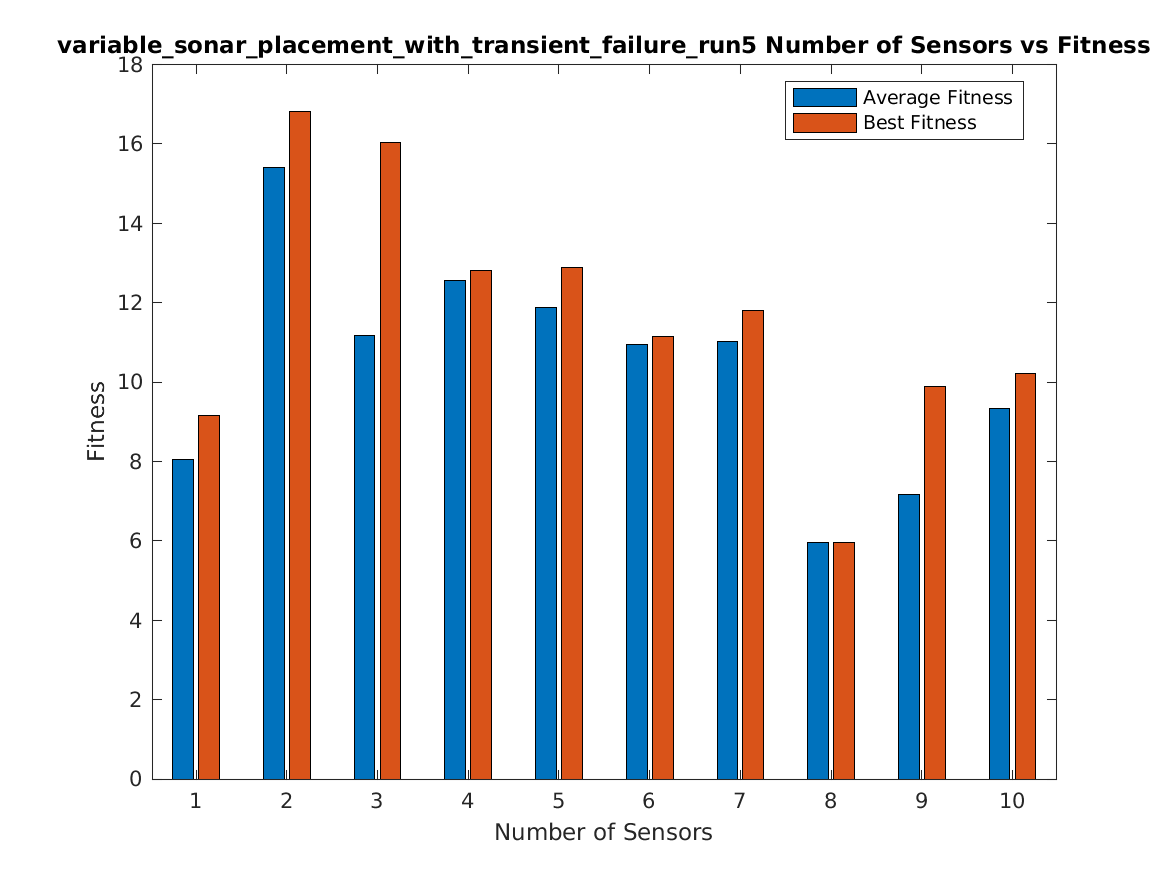 variable_sonar_placement_with_transient_failure_run5 Number of Sensors vs Fitness
18
16
14
12
10
8
6
4
2
0
Fitness
Average Fitness
Best Fitness
1 2 3 4 5 6 7 8 9 10
Number of Sensors